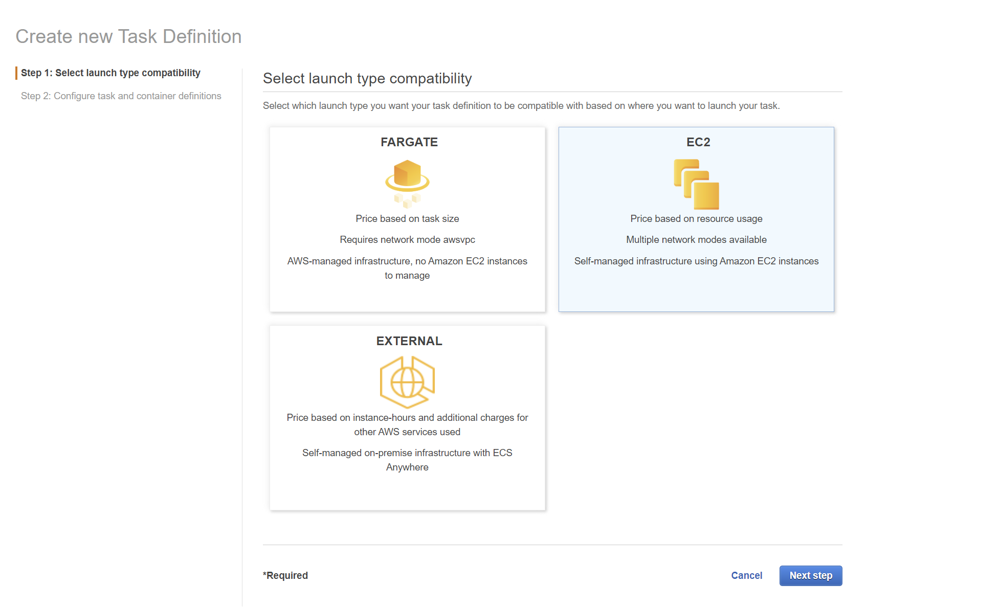 Create new Task Definition
Step 1: Select launch type compatibility
Step 2: Configure task and container definitions
Select launch type compatibility
Select which launch type you want your task definition to be compatible with based on where you want to launch your task.
FARGATE
Price based on task size
Requires network mode awsvpc
AWS-managed infrastructure, no Amazon EC2 instances
to manage
EC2
Price based on resource usage
Multiple network modes available
Self-managed infrastructure using Amazon EC2 instances
EXTERNAL
Price based on instance-hours and additional charges for
other AWS services used
Self-managed on-premise infrastructure with ECS
Anywhere
*Required
Cancel
Next step